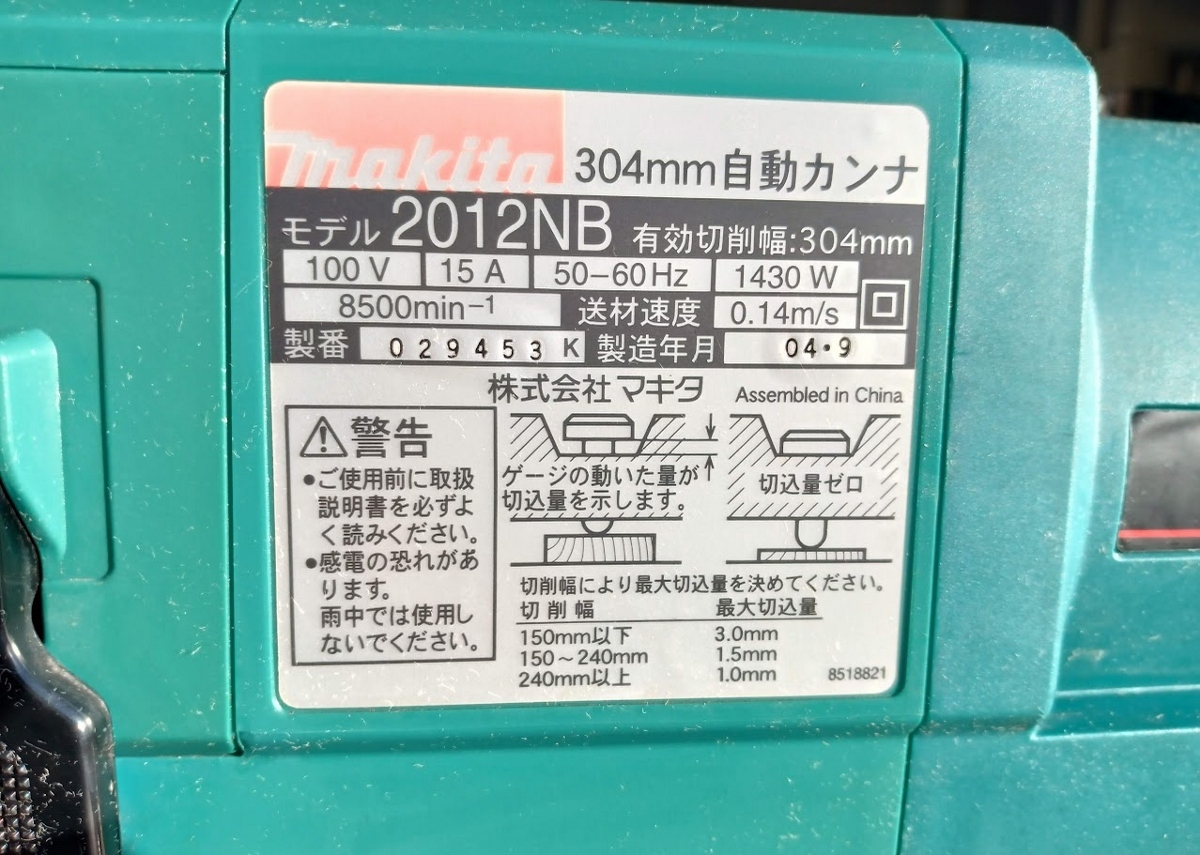 makita
304mm自動カンナ
モデル 2012NB 有効切削幅:304mm
100 V 15 A 50-60Hz 1430 W
8500min⁻¹ 送材速度 0.14m/s
製番 029453 K 製造年月 04・9
株式会社マキタ Assembled in China
警告
•ご使用前に取扱
説明書を必ずよ
く読みください。
•感電の恐れがあ
ります。
雨中では使用し
ないでください。
ゲージの動いた量が
切込量を示します。
切込量ゼロ
切削幅により最大切込量を決めてください。
切削幅 最大切込量
150mm以下 3.0mm
150～240mm 1.5mm
240mm以上 1.0mm
8518821